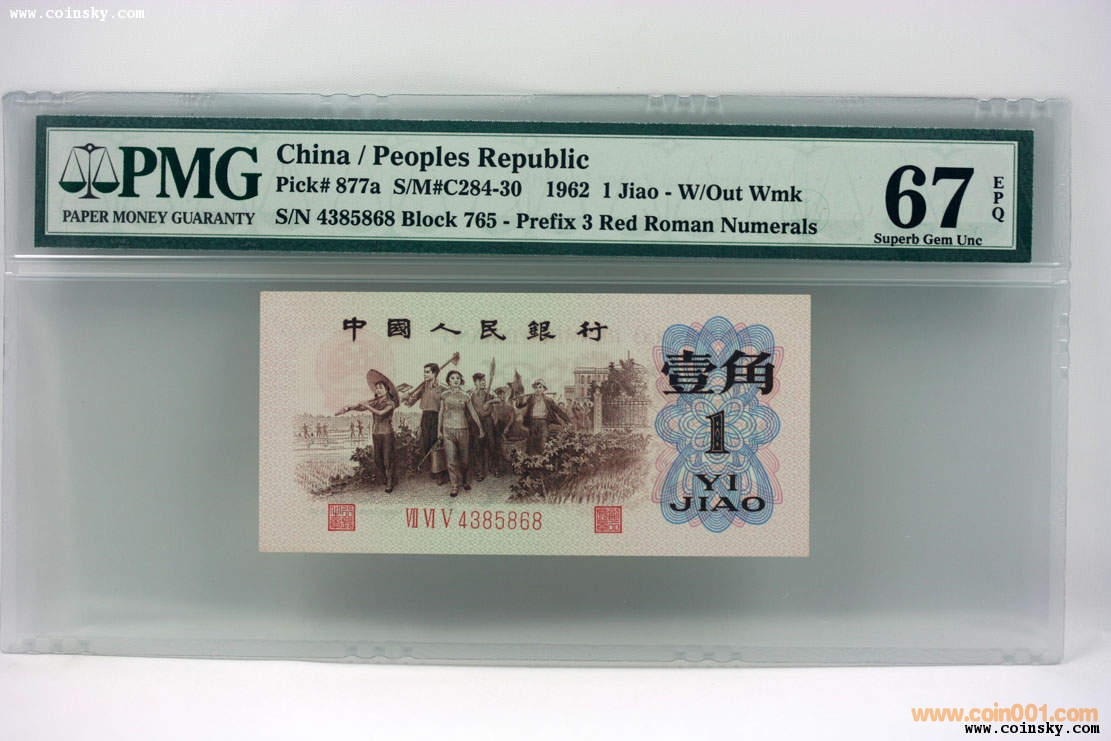 www.coinsky.com
PMG
PAPER MONEY GUARANTY
China / Peoples Republic
Pick# 877a S/M#C284-30 1962 1 Jiao - W/Out Wmk
S/N 4385868 Block 765 - Prefix 3 Red Roman Numerals
67
EPQ
Superb Gem Unc
中國人民銀行
壹角
1
YI
JIAO
Ⅶ Ⅵ Ⅴ 4385868
www.coin001.com
www.coinsky.com